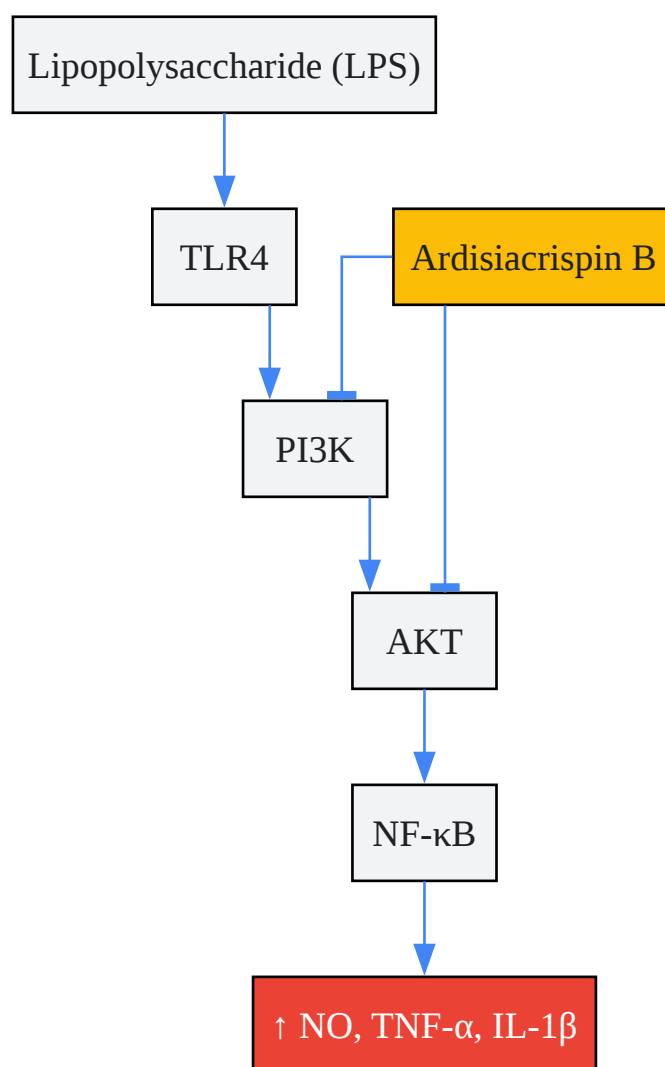 Lipopolysaccharide (LPS)
TLR4
Ardisiacrispin B
PI3K
AKT
NF-κB
↑ NO, TNF-α, IL-1β